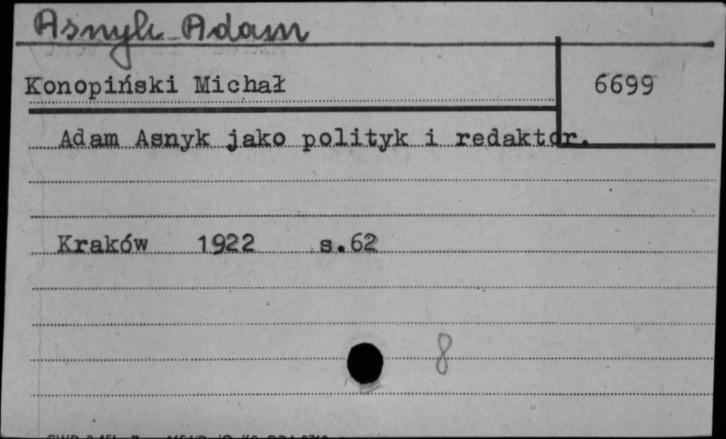 Asnyk Adam
Konopiński Michał 6699
Adam Asnyk jako polityk i redaktor.
Kraków 1922 s.62
8